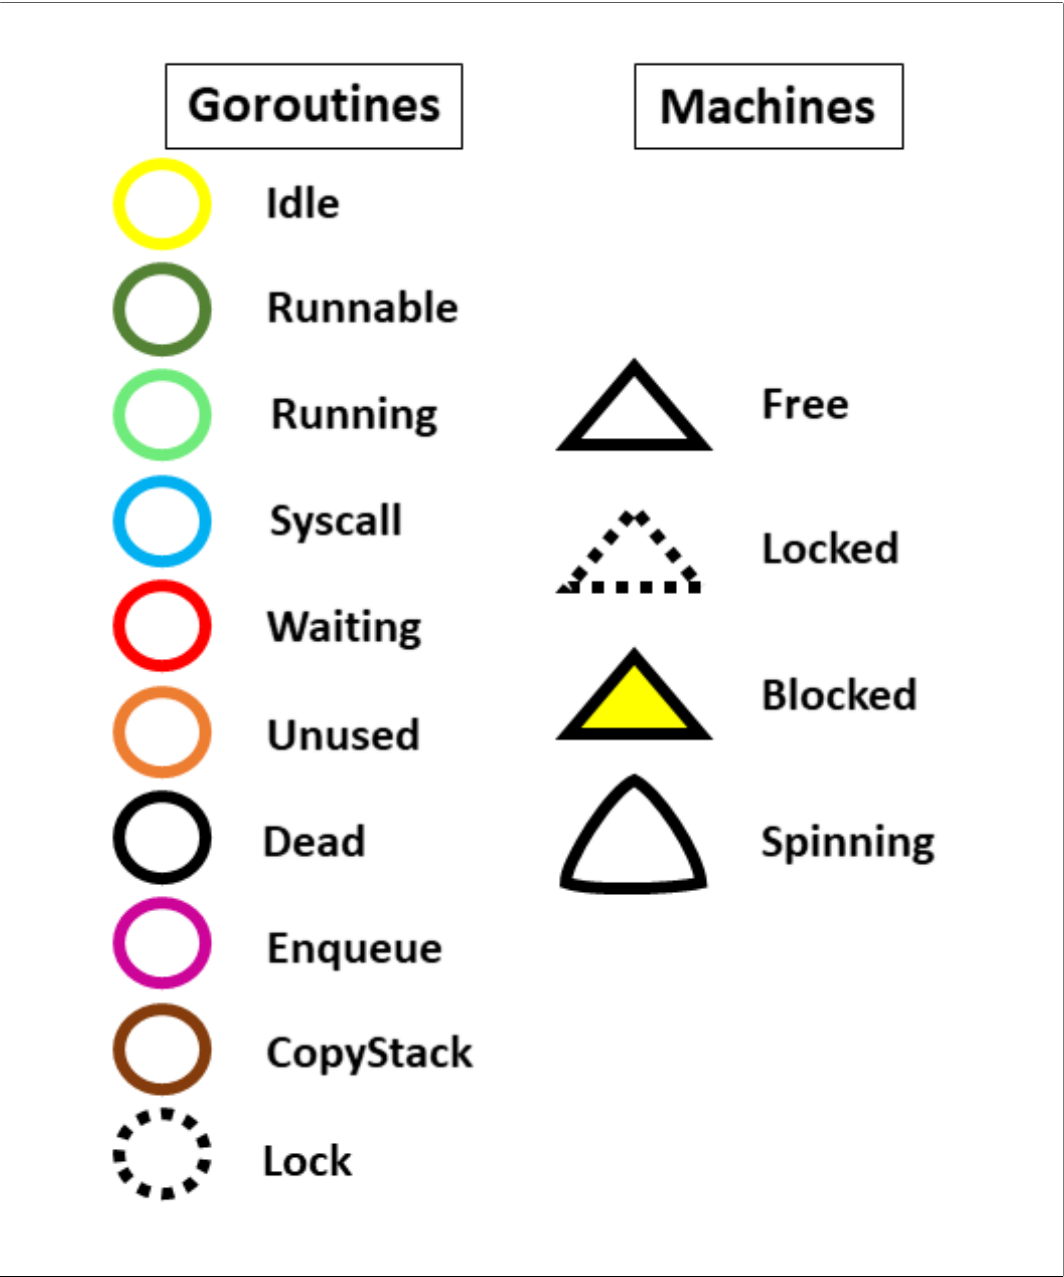 Goroutines
Idle
Runnable
Running
Syscall
Waiting
Unused
Dead
Enqueue
CopyStack
Lock
Machines
Free
Locked
Blocked
Spinning